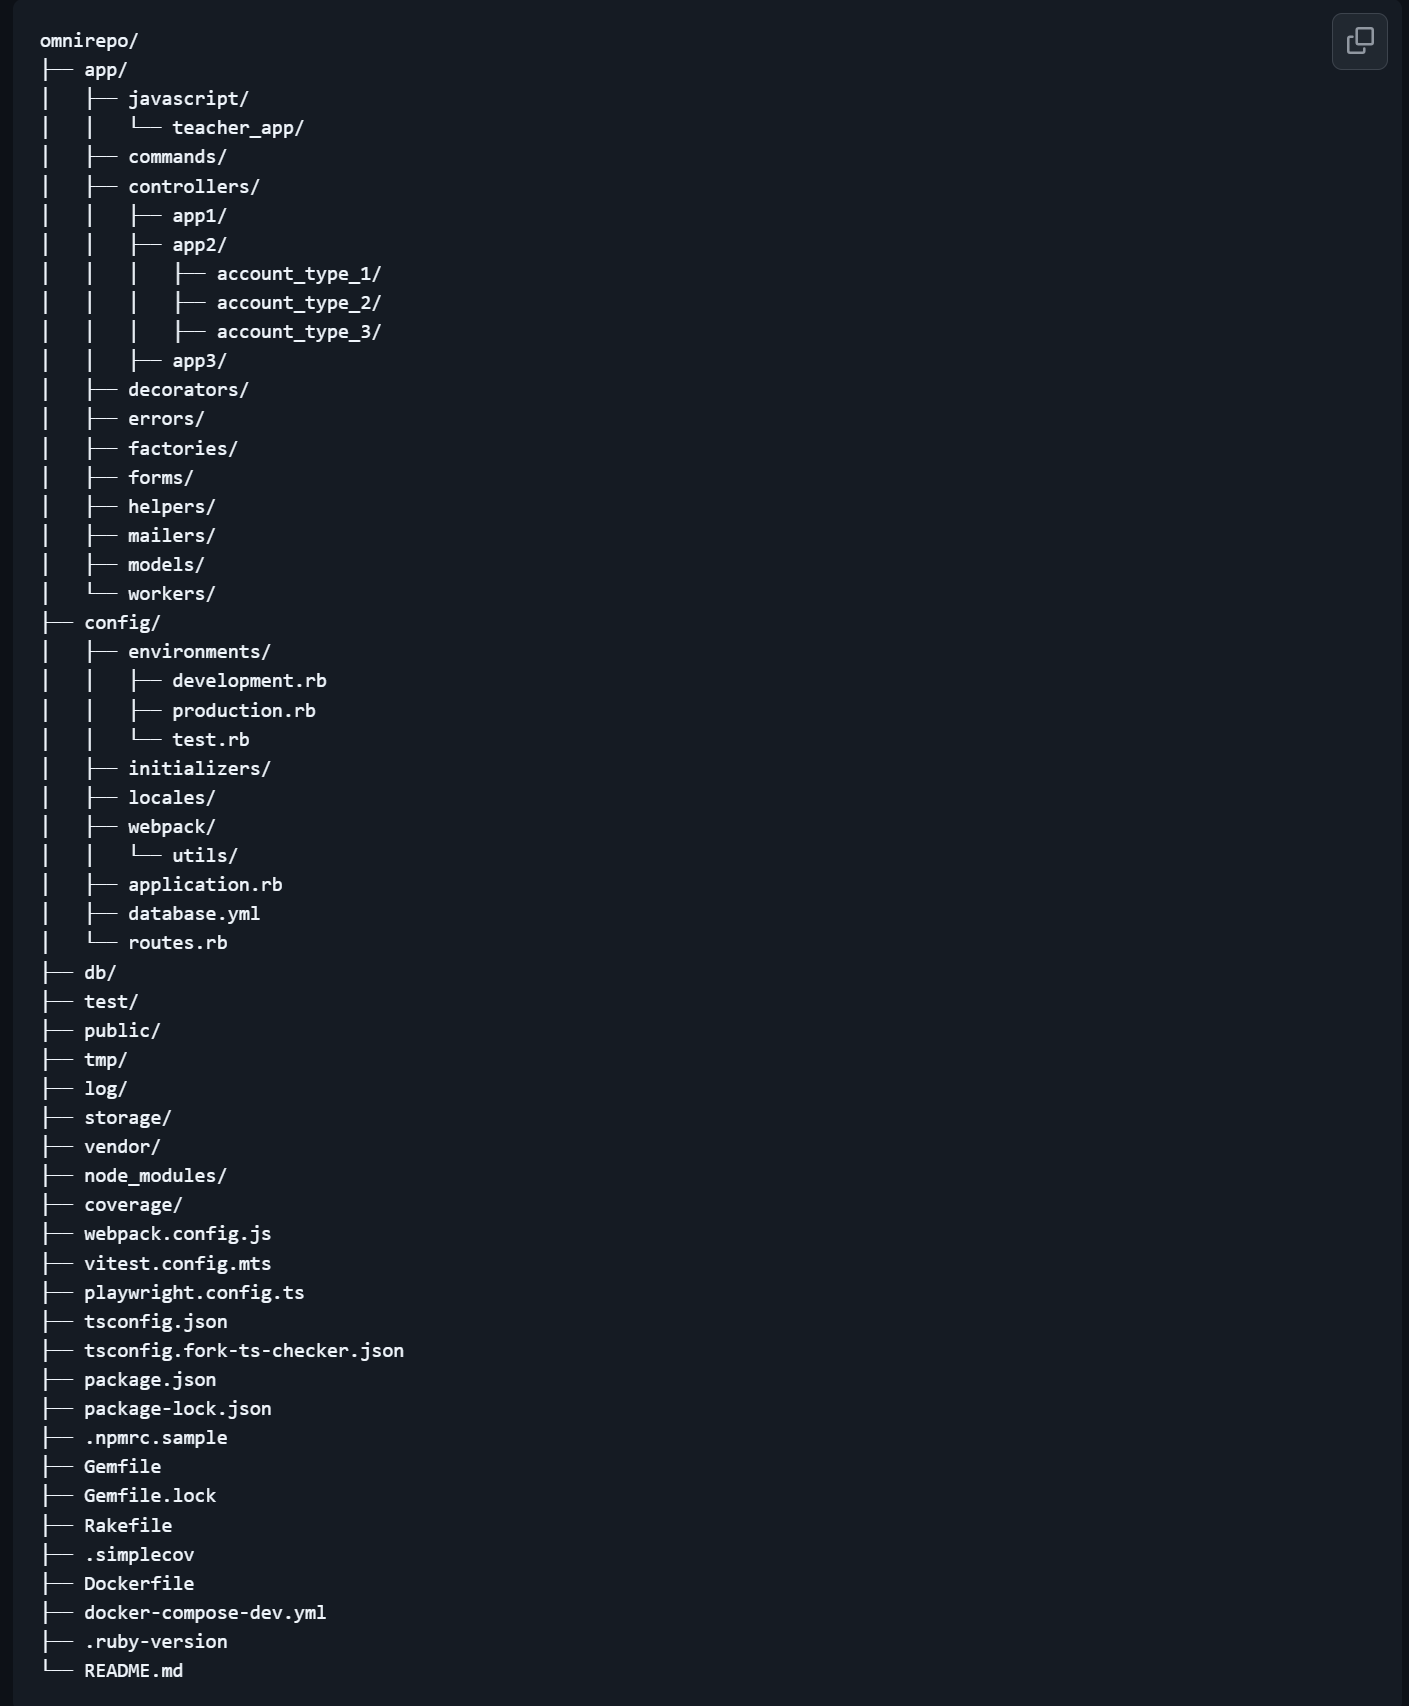 omnirepo/
├── app/
│   ├── javascript/
│   │   └── teacher_app/
│   ├── commands/
│   ├── controllers/
│   │   ├── app1/
│   │   ├── app2/
│   │   │   ├── account_type_1/
│   │   │   ├── account_type_2/
│   │   │   ├── account_type_3/
│   │   ├── app3/
│   ├── decorators/
│   ├── errors/
│   ├── factories/
│   ├── forms/
│   ├── helpers/
│   ├── mailers/
│   ├── models/
│   └── workers/
├── config/
│   ├── environments/
│   │   ├── development.rb
│   │   ├── production.rb
│   │   └── test.rb
│   ├── initializers/
│   ├── locales/
│   ├── webpack/
│   │   └── utils/
│   ├── application.rb
│   ├── database.yml
│   └── routes.rb
├── db/
├── test/
├── public/
├── tmp/
├── log/
├── storage/
├── vendor/
├── node_modules/
├── coverage/
├── webpack.config.js
├── vitest.config.mts
├── playwright.config.ts
├── tsconfig.json
├── tsconfig.fork-ts-checker.json
├── package.json
├── package-lock.json
├── .npmrc.sample
├── Gemfile
├── Gemfile.lock
├── Rakefile
├── .simplecov
├── Dockerfile
├── docker-compose-dev.yml
├── .ruby-version
└── README.md